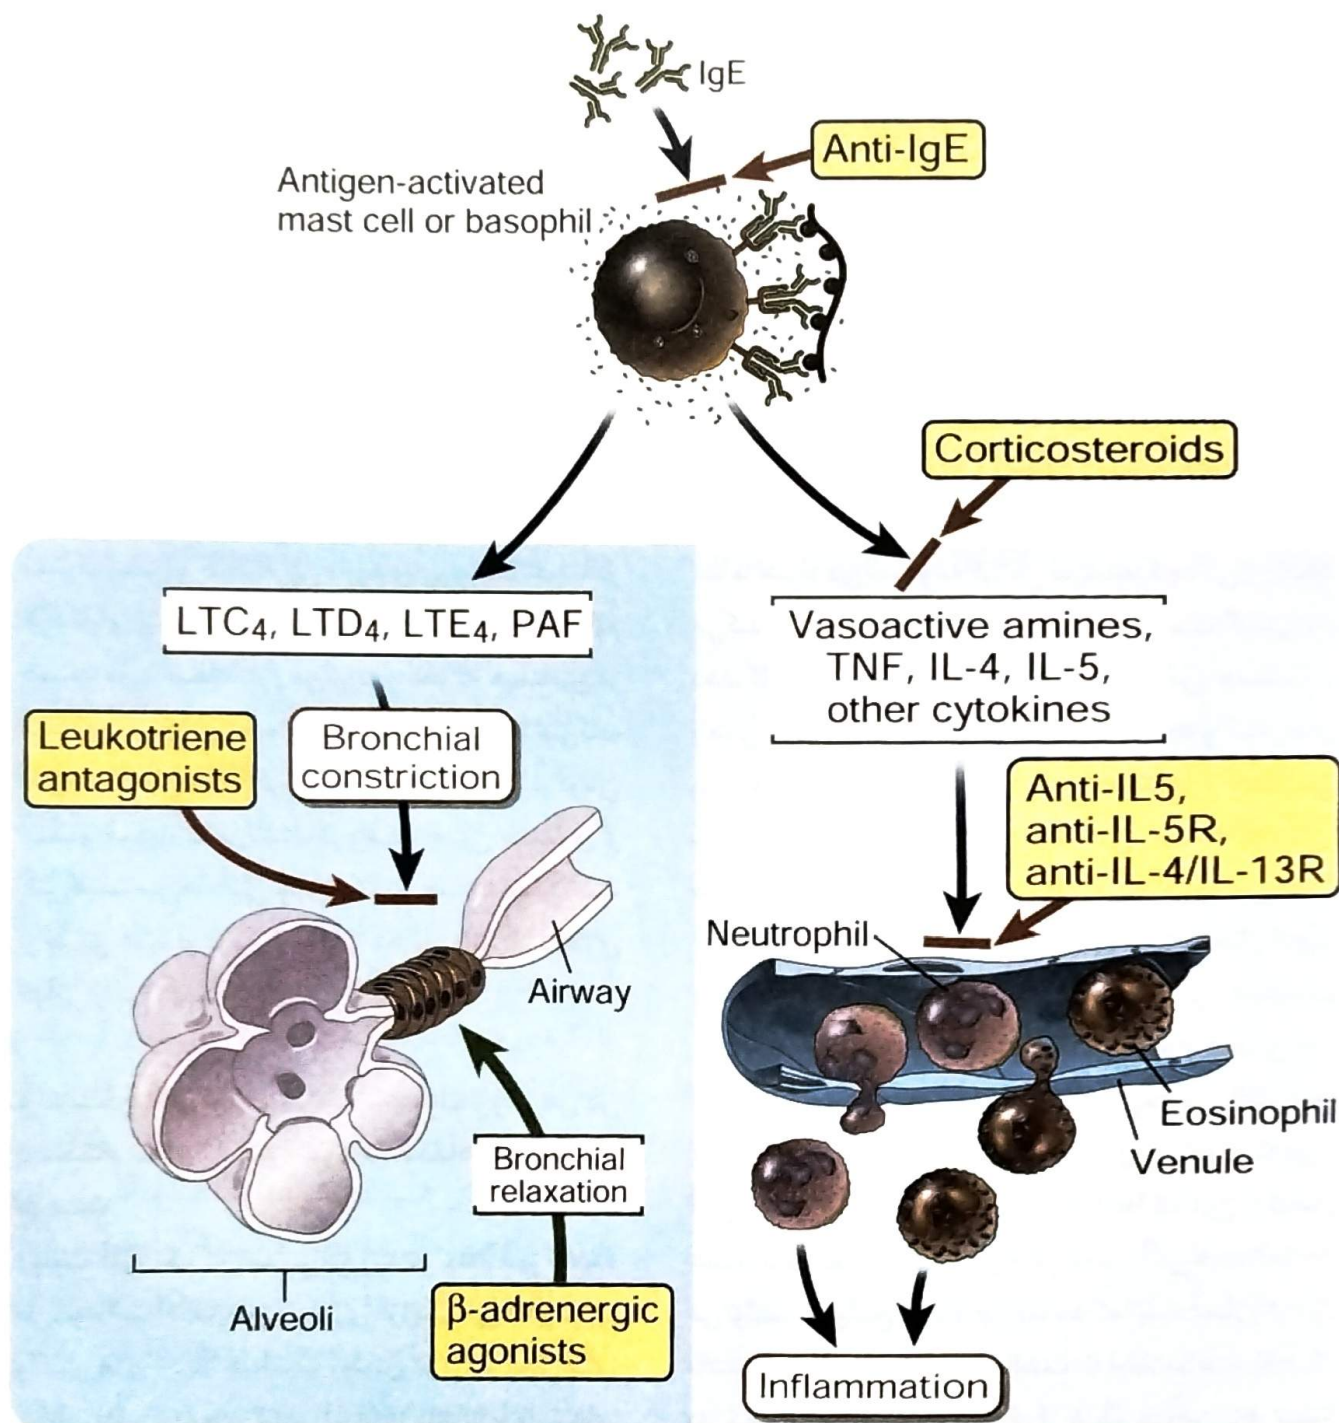 IgE
Anti-IgE
Antigen-activated
mast cell or basophil
Corticosteroids
LTC₄, LTD₄, LTE₄, PAF
Vasoactive amines,
TNF, IL-4, IL-5,
other cytokines
Leukotriene
antagonists
Bronchial
constriction
Anti-IL5,
anti-IL-5R,
anti-IL-4/IL-13R
Neutrophil
Airway
Eosinophil
Venule
Bronchial
relaxation
Alveoli
β-adrenergic
agonists
Inflammation